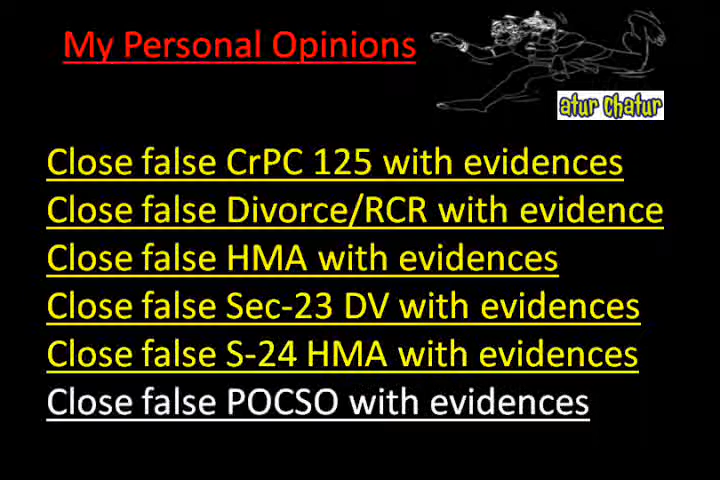 My Personal Opinions
atur Chatur
Close false CrPC 125 with evidences
Close false Divorce/RCR with evidence
Close false HMA with evidences
Close false Sec-23 DV with evidences
Close false S-24 HMA with evidences
Close false POCSO with evidences